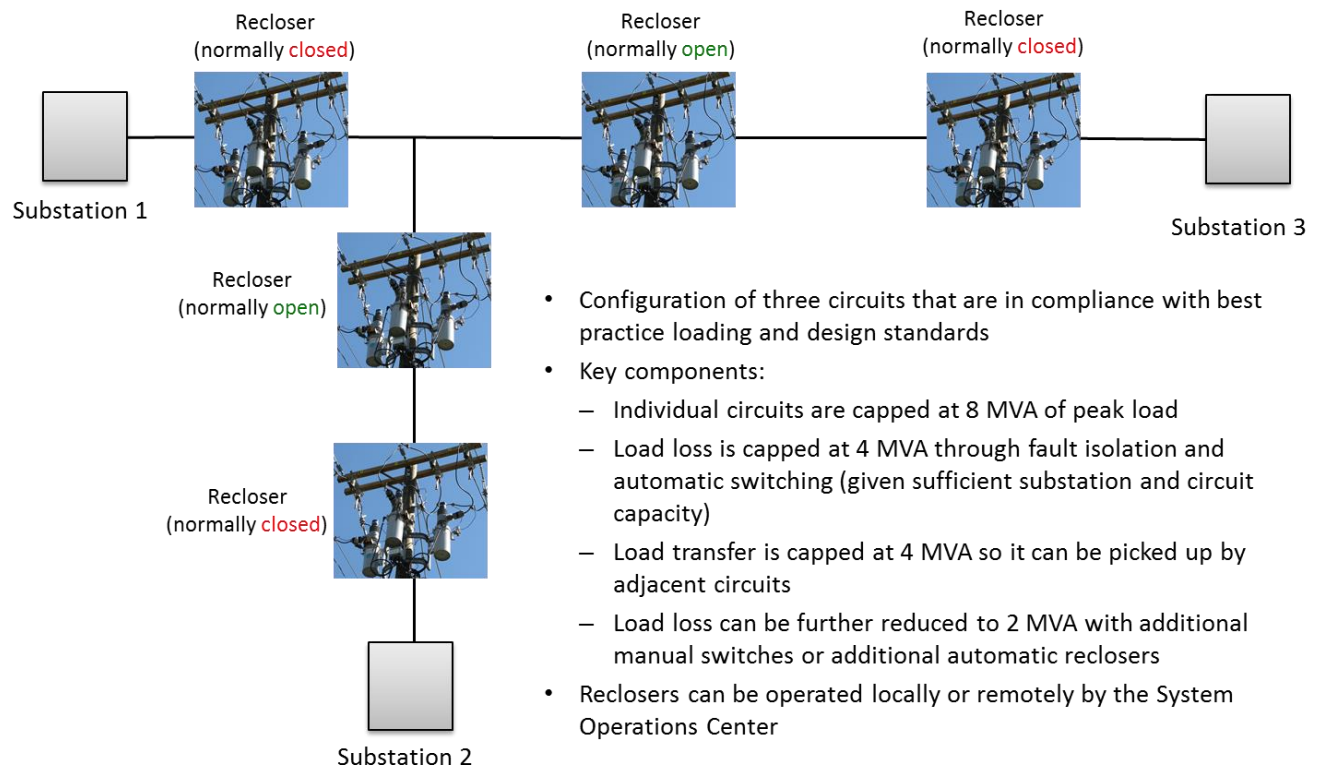 Recloser
(normally closed)
Recloser
(normally open)
Recloser
(normally closed)
Substation 1
Substation 3
Recloser
(normally open)
Recloser
(normally closed)
Substation 2
• Configuration of three circuits that are in compliance with best
practice loading and design standards
• Key components:
– Individual circuits are capped at 8 MVA of peak load
– Load loss is capped at 4 MVA through fault isolation and
automatic switching (given sufficient substation and circuit
capacity)
– Load transfer is capped at 4 MVA so it can be picked up by
adjacent circuits
– Load loss can be further reduced to 2 MVA with additional
manual switches or additional automatic reclosers
• Reclosers can be operated locally or remotely by the System
Operations Center